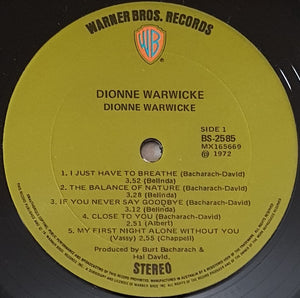 WARNER BROS. RECORDS
WB
DIONNE WARWICKE
DIONNE WARWICKE
SIDE 1
BS-2585
MX165669
℗ 1972
1. I JUST HAVE TO BREATHE (Bacharach-David)
3.52 (Belinda)
2. THE BALANCE OF NATURE (Bacharach-David)
3.28 (Belinda)
3. IF YOU NEVER SAY GOODBYE (Bacharach-David)
3.12 (Belinda)
4. CLOSE TO YOU (Bacharach-David)
2.51 (Albert)
5. MY FIRST NIGHT ALONE WITHOUT YOU
(Vassy) 2.55 (Chappell)
Produced by Burt Bacharach &
Hal David.
STEREO